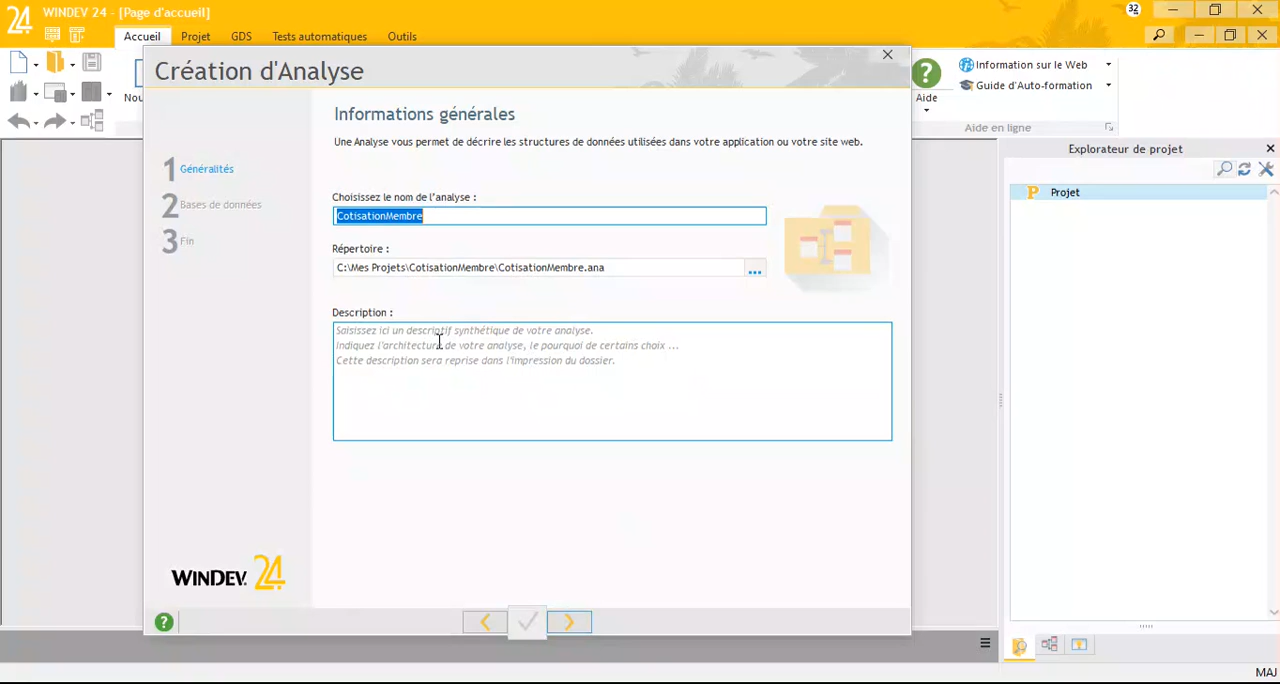 24 WINDEV 24 - [Page d'accueil]
32
Accueil Projet GDS Tests automatiques Outils
Nou
Aide
Information sur le Web
Guide d'Auto-formation
Aide en ligne
Création d'Analyse
1 Généralités
2 Bases de données
3 Fin
Informations générales
Une Analyse vous permet de décrire les structures de données utilisées dans votre application ou votre site web.
Choisissez le nom de l'analyse :
CotisationMembre
Répertoire :
C:\Mes Projets\CotisationMembre\CotisationMembre.ana
...
Description :
Saisissez ici un descriptif synthétique de votre analyse.
Indiquez l'architecture de votre analyse, le pourquoi de certains choix ...
Cette description sera reprise dans l'impression du dossier.
WINDEV. 24
?
Explorateur de projet
P Projet
MAJ